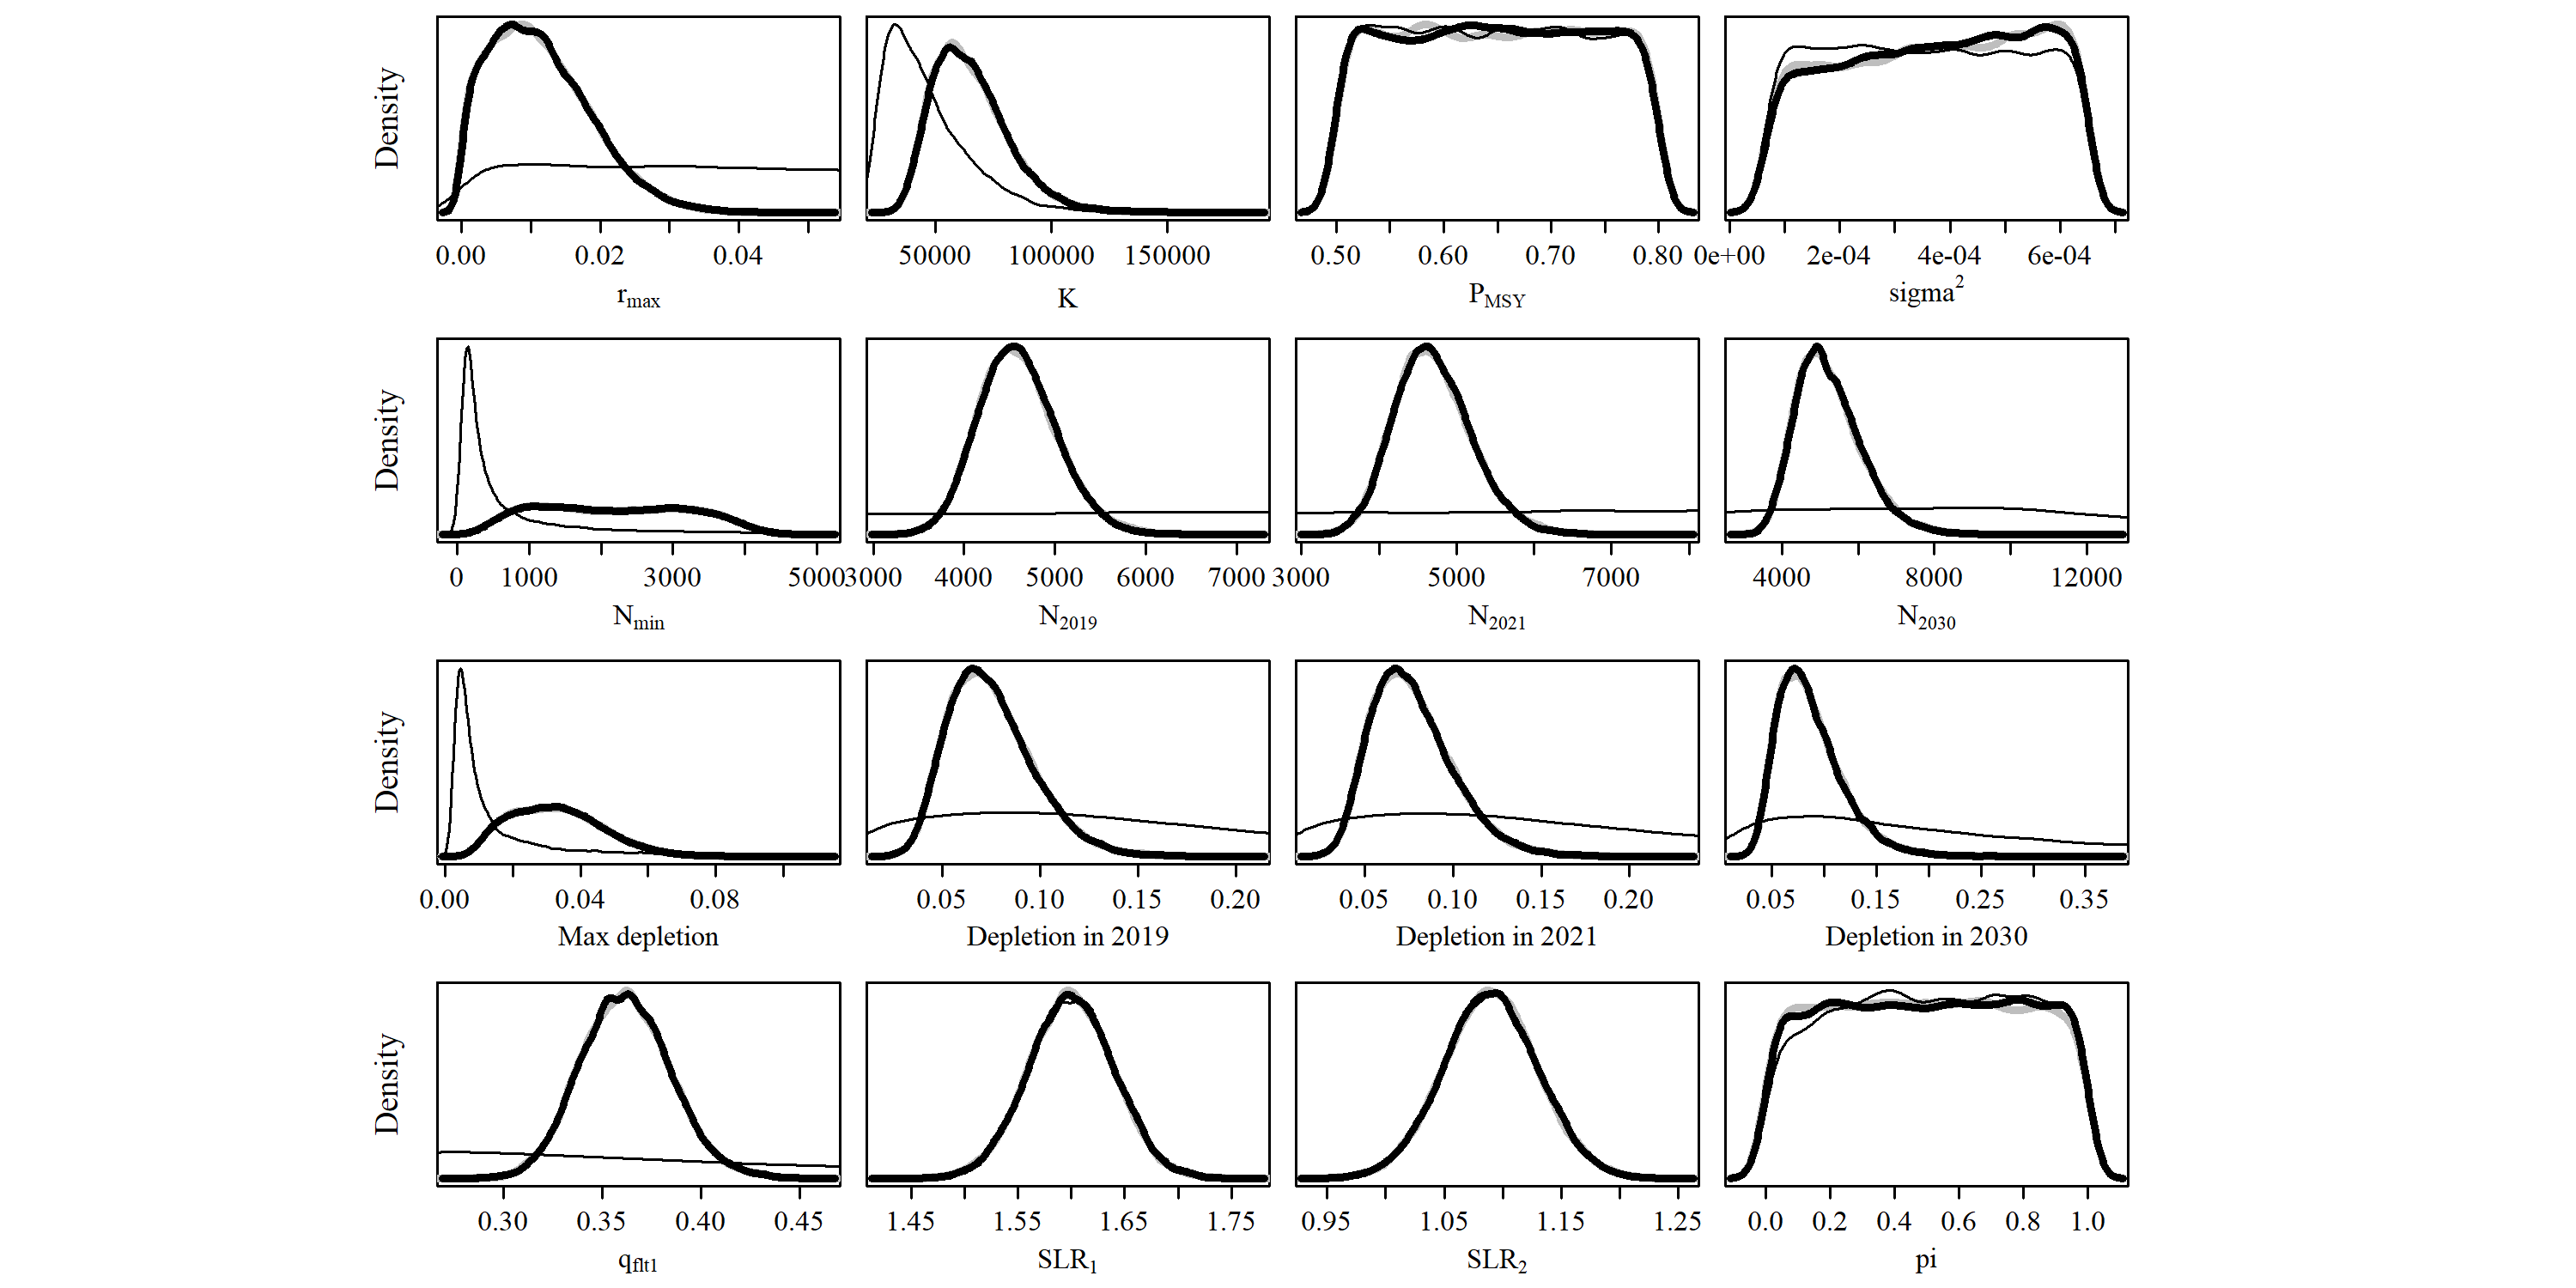 Density
0.00 0.02 0.04 50000 100000 150000 0.50 0.60 0.70 0.80 0e+00 2e-04 4e-04 6e-04
rmax K PMSY sigma2
Density
0 1000 3000 5000 3000 4000 5000 6000 7000 3000 5000 7000 4000 8000 12000
Nmin N2019 N2021 N2030
Density
0.00 0.04 0.08 0.05 0.10 0.15 0.20 0.05 0.10 0.15 0.20 0.05 0.15 0.25 0.35
Max depletion Depletion in 2019 Depletion in 2021 Depletion in 2030
Density
0.30 0.35 0.40 0.45 1.45 1.55 1.65 1.75 0.95 1.05 1.15 1.25 0.0 0.2 0.4 0.6 0.8 1.0
qflt1 SLR1 SLR2 pi